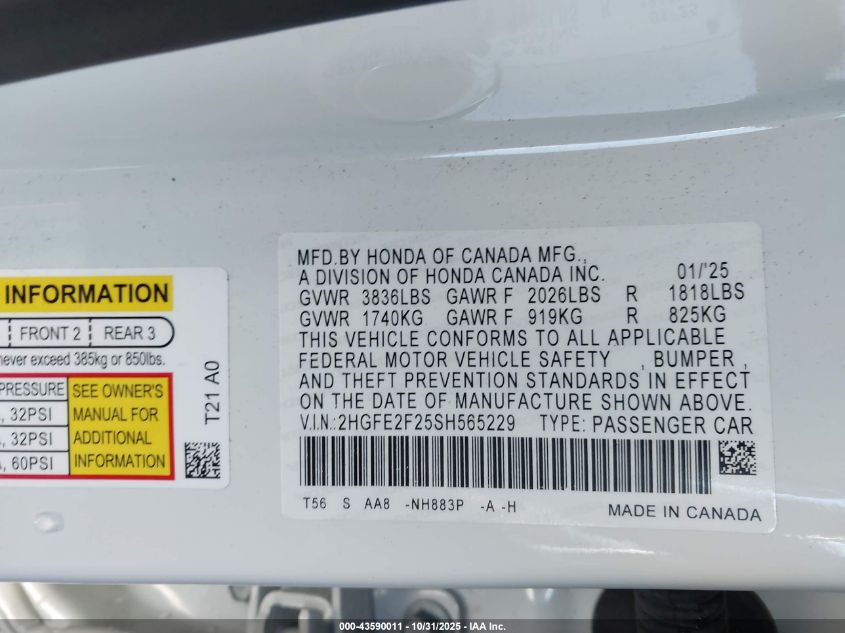 MFD.BY HONDA OF CANADA MFG.,
A DIVISION OF HONDA CANADA INC. 01/'25
GVWR 3836LBS GAWR F 2026LBS R 1818LBS
GVWR 1740KG GAWR F 919KG R 825KG
THIS VEHICLE CONFORMS TO ALL APPLICABLE
FEDERAL MOTOR VEHICLE SAFETY , BUMPER ,
AND THEFT PREVENTION STANDARDS IN EFFECT
ON THE DATE OF MANUFACTURE SHOWN ABOVE.
V.I.N.:2HGFE2F25SH565229 TYPE: PASSENGER CAR
T56 S AA8 -NH883P -A -H
MADE IN CANADA
INFORMATION
FRONT 2 REAR 3
never exceed 385kg or 850lbs.
PRESSURE SEE OWNER'S
, 32PSI MANUAL FOR
, 32PSI ADDITIONAL
, 60PSI INFORMATION
T21 A0
000-43590011 - 10/31/2025 - IAA Inc.